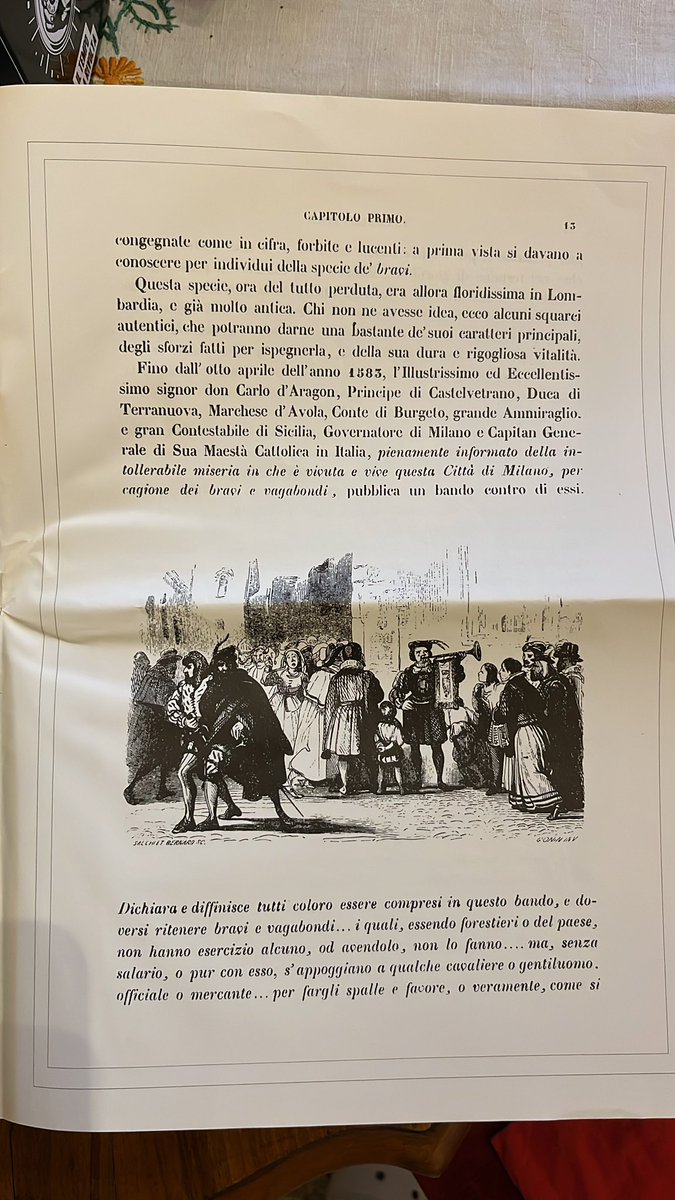 CAPITOLO PRIMO.
13
congegnate come in cifra, forbite e lucenti: a prima vista si davano a
conoscere per individui della specie de' bravi.
Questa specie, ora del tutto perduta, era allora floridissima in Lom-
bardia, e già molto antica. Chi non ne avesse idea, ecco alcuni squarci
autentici, che potranno darne una bastante de' suoi caratteri principali,
degli sforzi fatti per ispegnerla, e della sua dura e rigogliosa vitalità.
Fino dall' otto aprile dell'anno 1583, l'Illustrissimo ed Eccellentis-
simo signor don Carlo d'Aragon, Principe di Castelvetrano, Duca di
Terranuova, Marchese d'Avola, Conte di Burgeto, grande Ammiraglio.
e gran Contestabile di Sicilia, Governatore di Milano e Capitan Gene-
rale di Sua Maestà Cattolica in Italia, pienamente informato della in-
tollerabile miseria in che è vivuta e vive questa Città di Milano, per
cagione dei bravi e vagabondi, pubblica un bando contro di essi.
BERNARD SC.
Dichiara e diffinisce tutti coloro essere compresi in questo bando, e do-
versi ritenere bravi e vagabondi... i quali, essendo forestieri o del paese,
non hanno esercizio alcuno, od avendolo, non lo fanno.... ma, senza
salario, o pur con esso, s'appoggiano a qualche cavaliere o gentiluomo.
officiale o mercante... per fargli spalle e favore, o veramente, come si